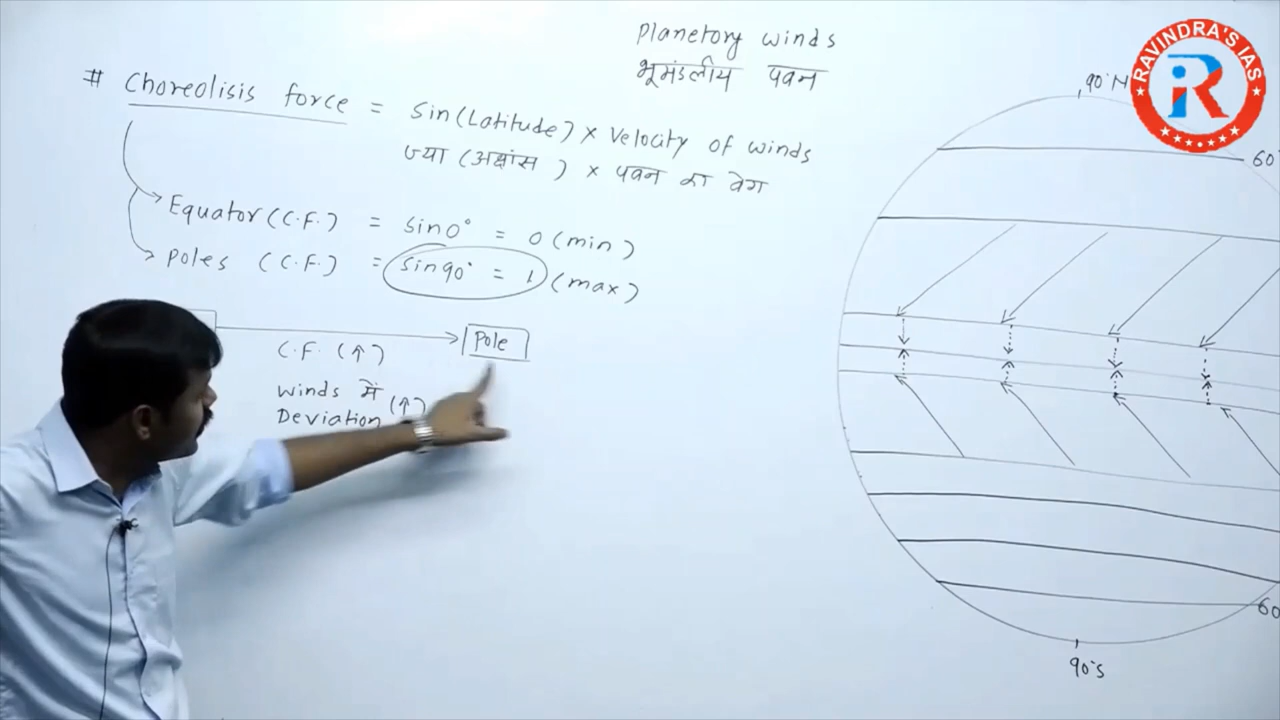 Planetory winds
भूमंडलीय पवन
# Choreolisis force = Sin(Latitude) × Velocity of winds
ज्या (अक्षांस) × पवन का वेग
Equator (C.F.) = sin0° = 0 (min)
Poles (C.F.) = sin90° = 1 (max)
Pole
C.F. (↑)
Winds में
Deviation (↑)
90°N
60°
60
90°S
RAVINDRA'S IAS
iR